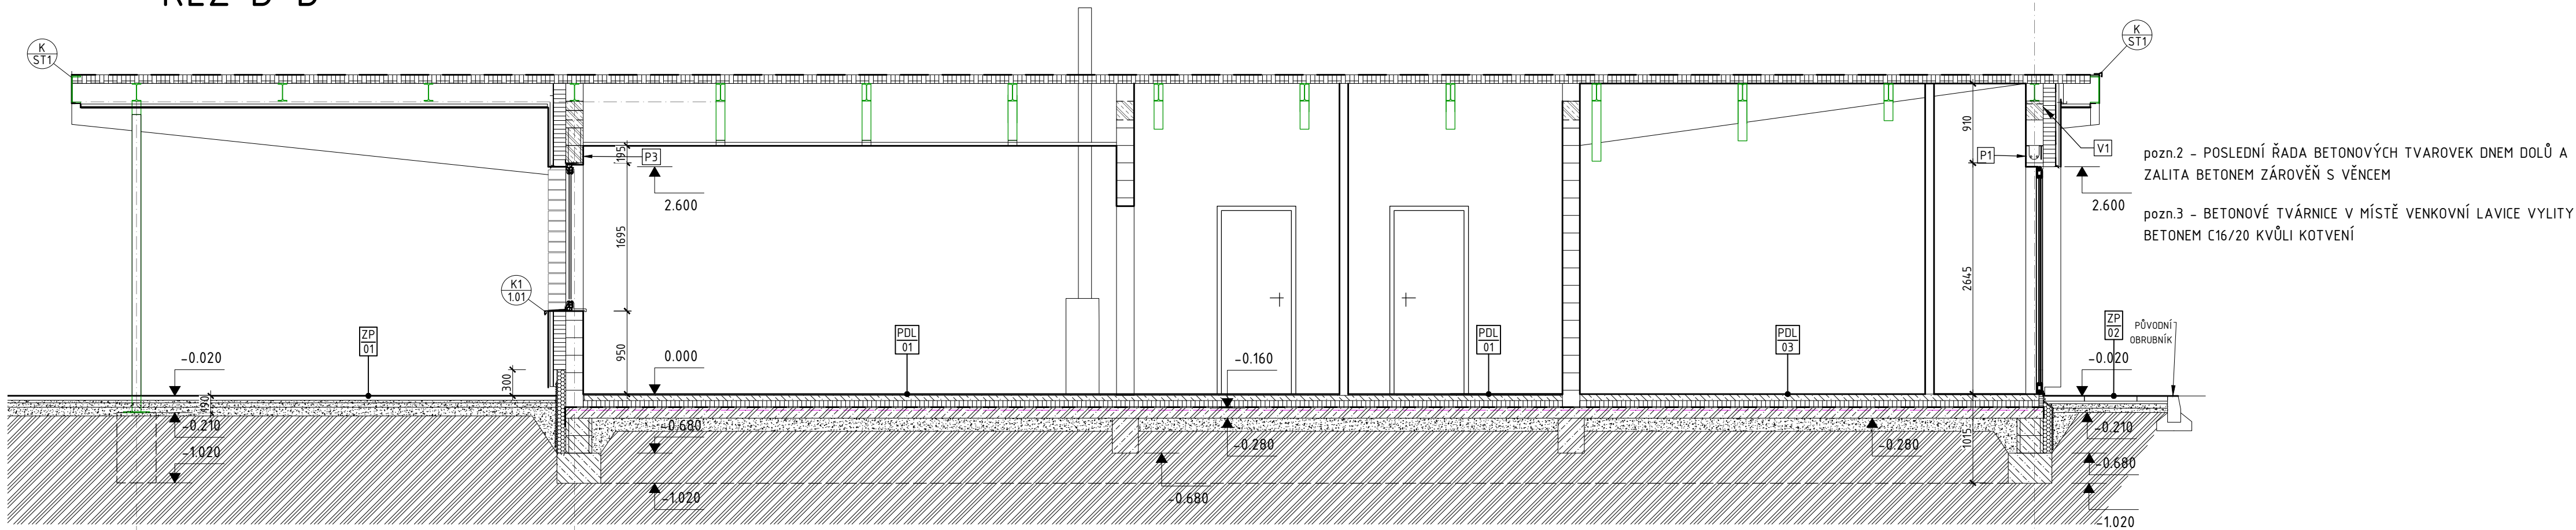 ŘEZ D-D
K
ST1
K
ST1
195
P3
2.600
1695
K1
1.01
950
910
P1
V1
2.600
2645
pozn.2 - POSLEDNÍ ŘADA BETONOVÝCH TVAROVEK DNEM DOLŮ A
ZALITA BETONEM ZÁROVĚŇ S VĚNCEM
pozn.3 - BETONOVÉ TVÁRNICE V MÍSTĚ VENKOVNÍ LAVICE VYLITY
BETONEM C16/20 KVŮLI KOTVENÍ
-0.020
ZP
01
300
0.000
PDL
01
-0.160
PDL
01
PDL
03
-0.020
ZP
02
PŮVODNÍ
OBRUBNÍK
490
-0.210
-1.020
-0.680
-1.020
-0.680
-0.280
-0.280
1015
-0.210
-0.680
-1.020